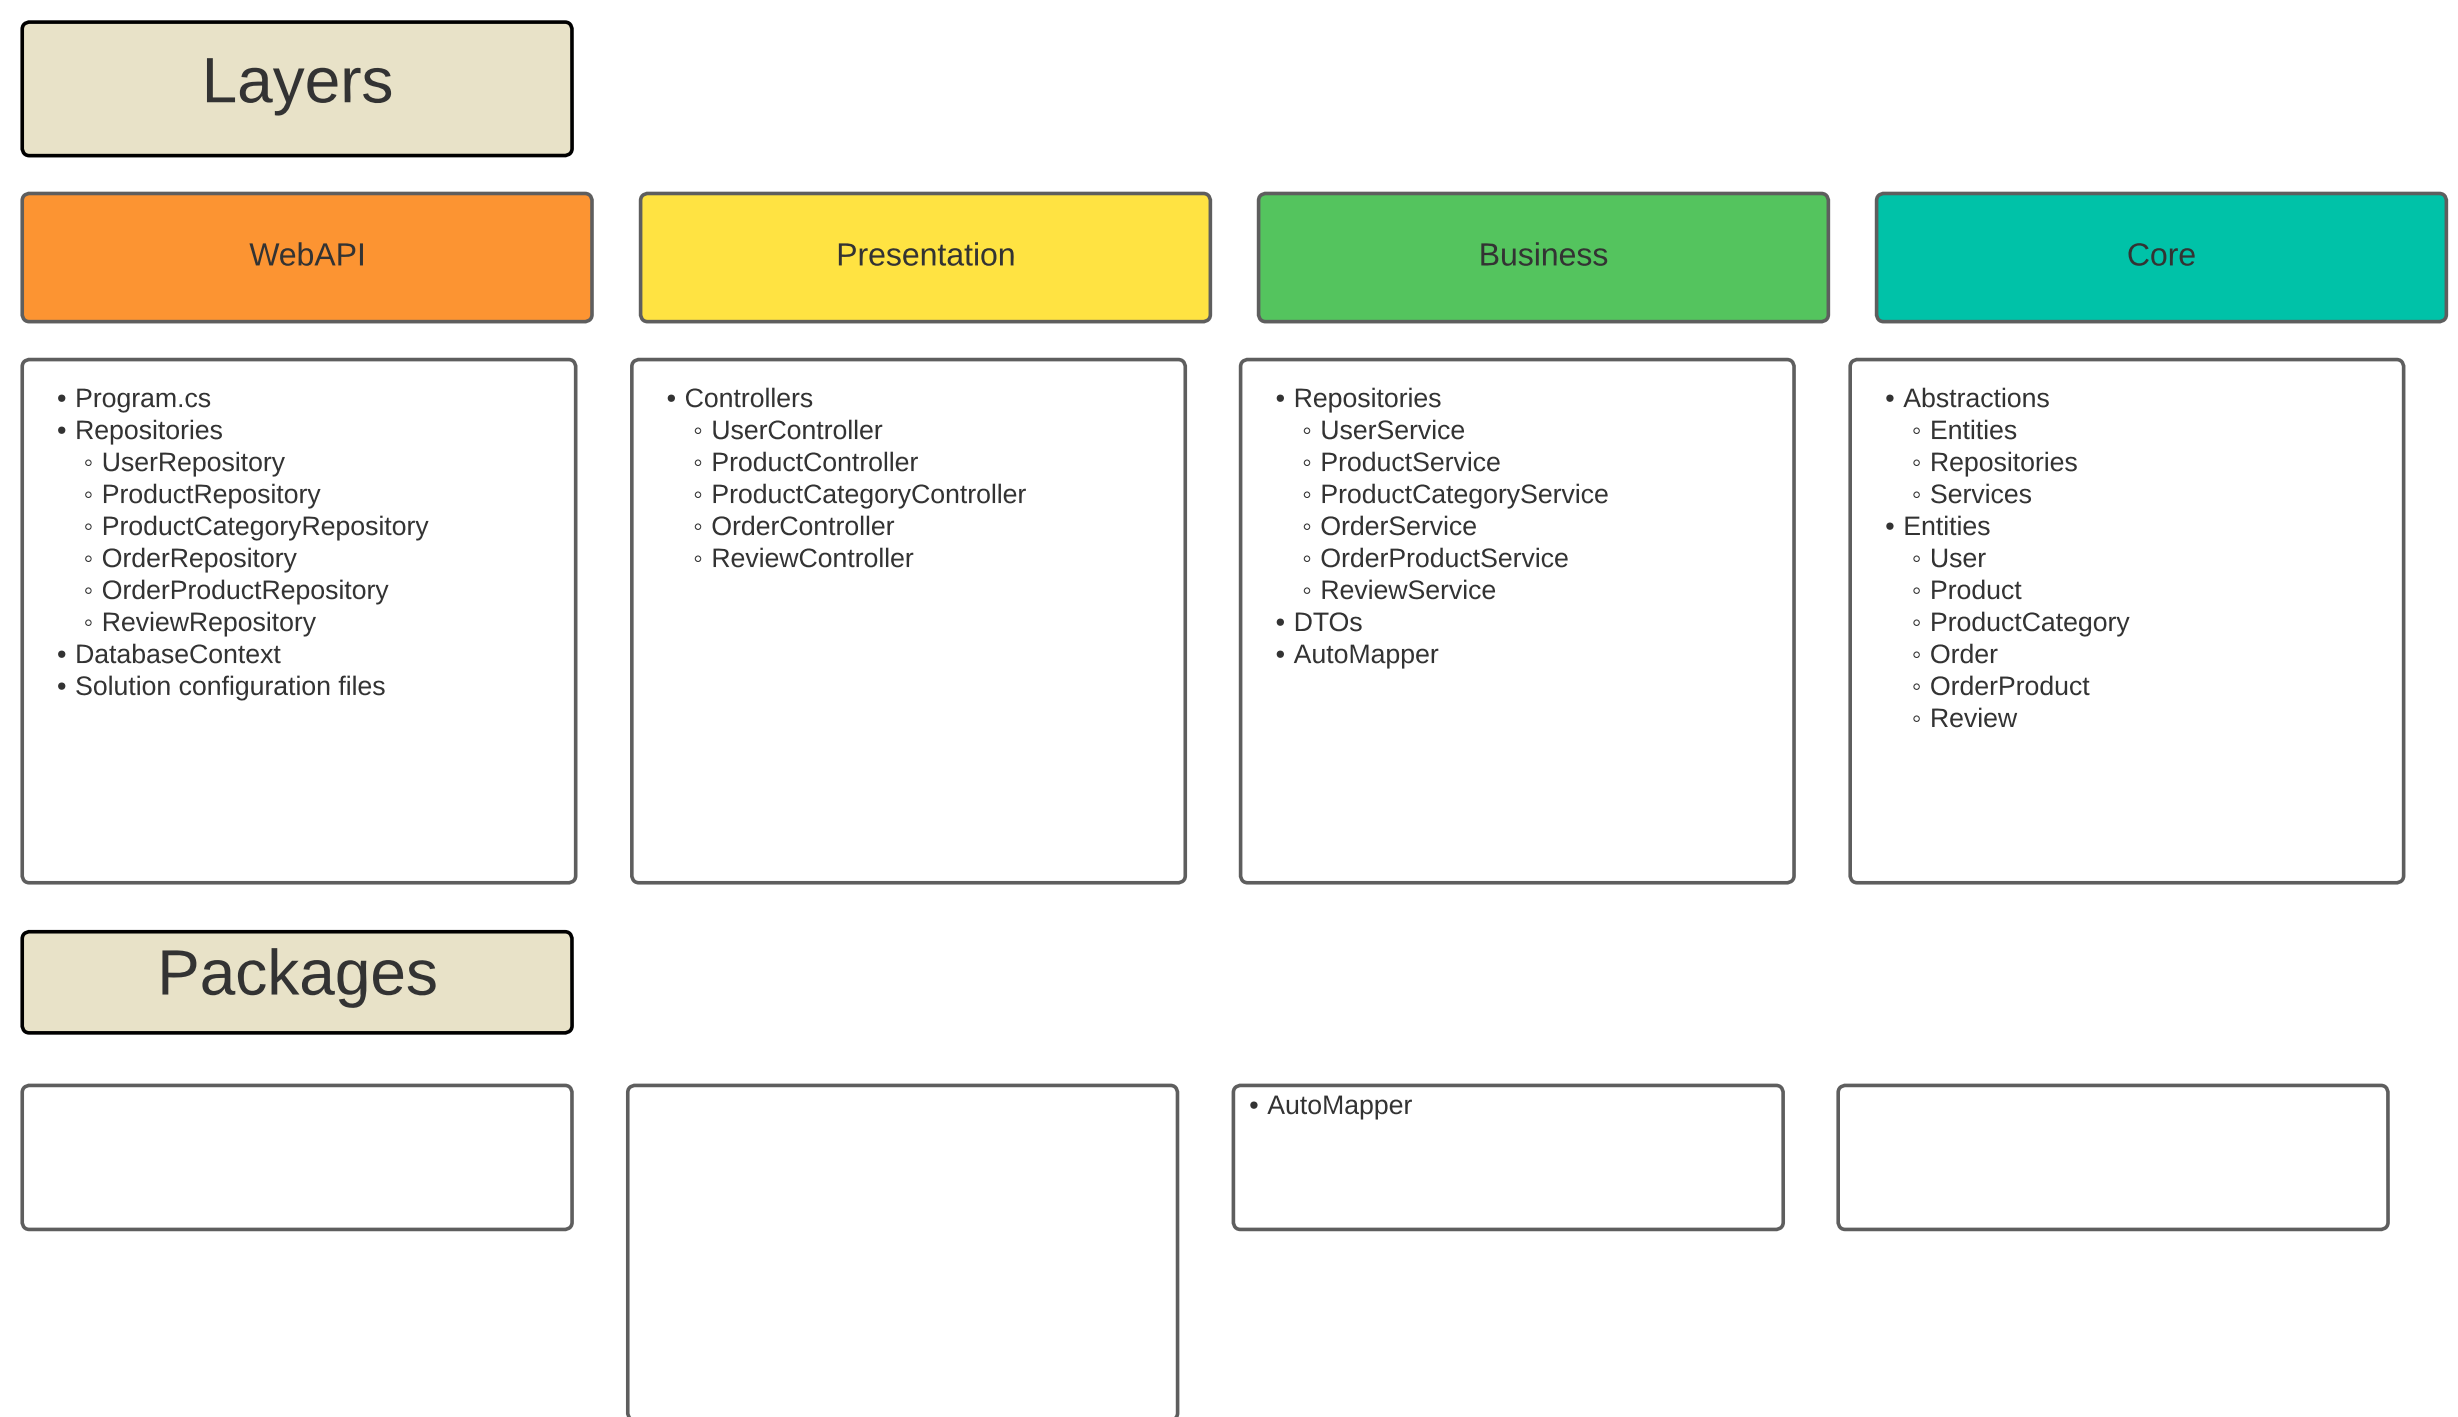 Layers
WebAPI
Presentation
Business
Core
• Program.cs
• Repositories
◦ UserRepository
◦ ProductRepository
◦ ProductCategoryRepository
◦ OrderRepository
◦ OrderProductRepository
◦ ReviewRepository
• DatabaseContext
• Solution configuration files
• Controllers
◦ UserController
◦ ProductController
◦ ProductCategoryController
◦ OrderController
◦ ReviewController
• Repositories
◦ UserService
◦ ProductService
◦ ProductCategoryService
◦ OrderService
◦ OrderProductService
◦ ReviewService
• DTOs
• AutoMapper
• Abstractions
◦ Entities
◦ Repositories
◦ Services
• Entities
◦ User
◦ Product
◦ ProductCategory
◦ Order
◦ OrderProduct
◦ Review
Packages
• AutoMapper